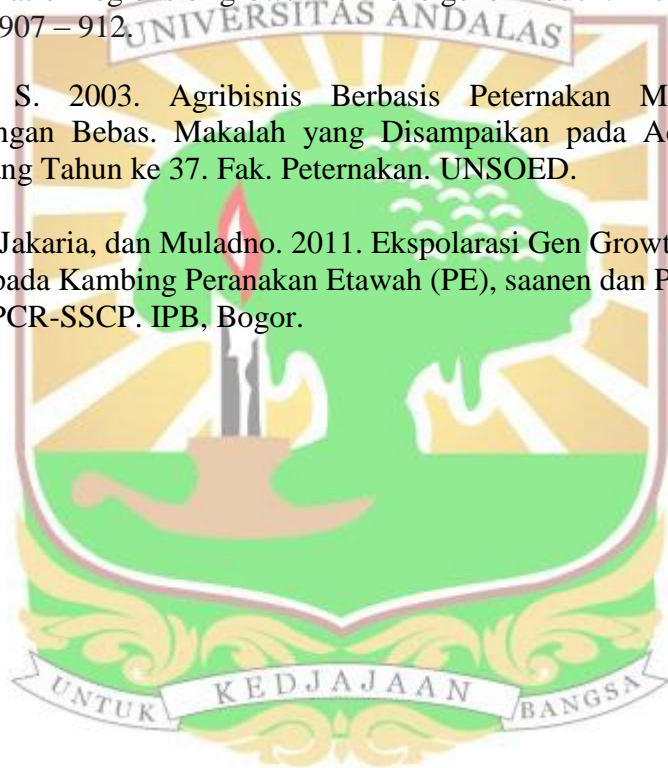 907 – 912.
UNIVERSITAS ANDALAS
S. 2003. Agribisnis Berbasis Peternakan
ngan Bebas. Makalah yang Disampaikan pada
ang Tahun ke 37. Fak. Peternakan. UNSOED.
Jakaria, dan Muladno. 2011. Ekspolarasi Gen Growth
pada Kambing Peranakan Etawah (PE), saanen dan
PCR-SSCP. IPB, Bogor.
UNTUK KEDJAJAAN BANGSA